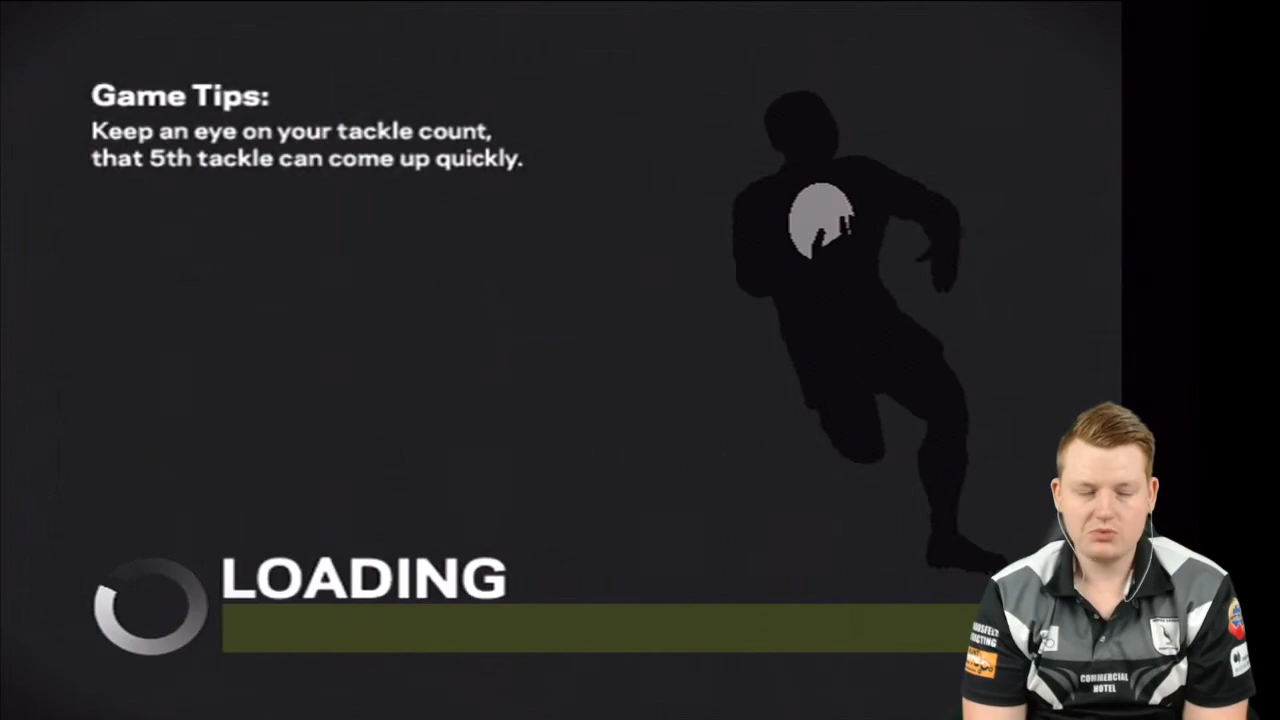 Game Tips:
Keep an eye on your tackle count,
that 5th tackle can come up quickly.
LOADING
COMMERCIAL
HOTEL